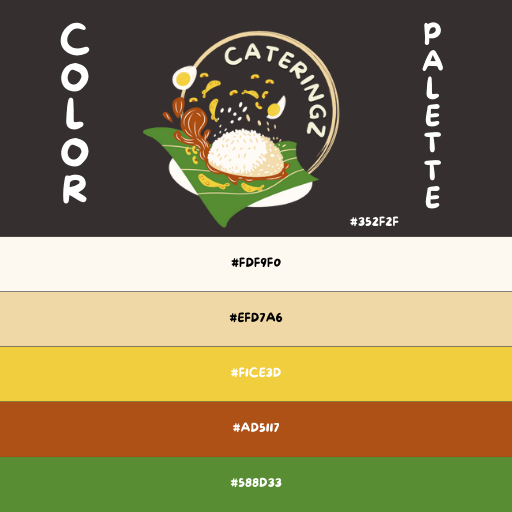 COLOR
CATERINGZ
PALETTE
#352F2F
#FDF9F0
#EFD7A6
#F1CE3D
#AD5117
#588D33